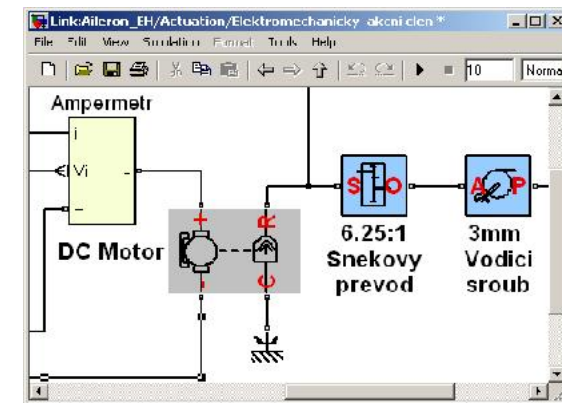 Link:Aileron_EH/Actuation/Elektromechanicky akcni clen *
File Edit View Simulation Format Tools Help
10 Norma
Ampermetr
i
Vi
-
-
+
-
R
C
DC Motor
S O
A P
6.25:1
Snekovy
prevod
3mm
Vodici
sroub